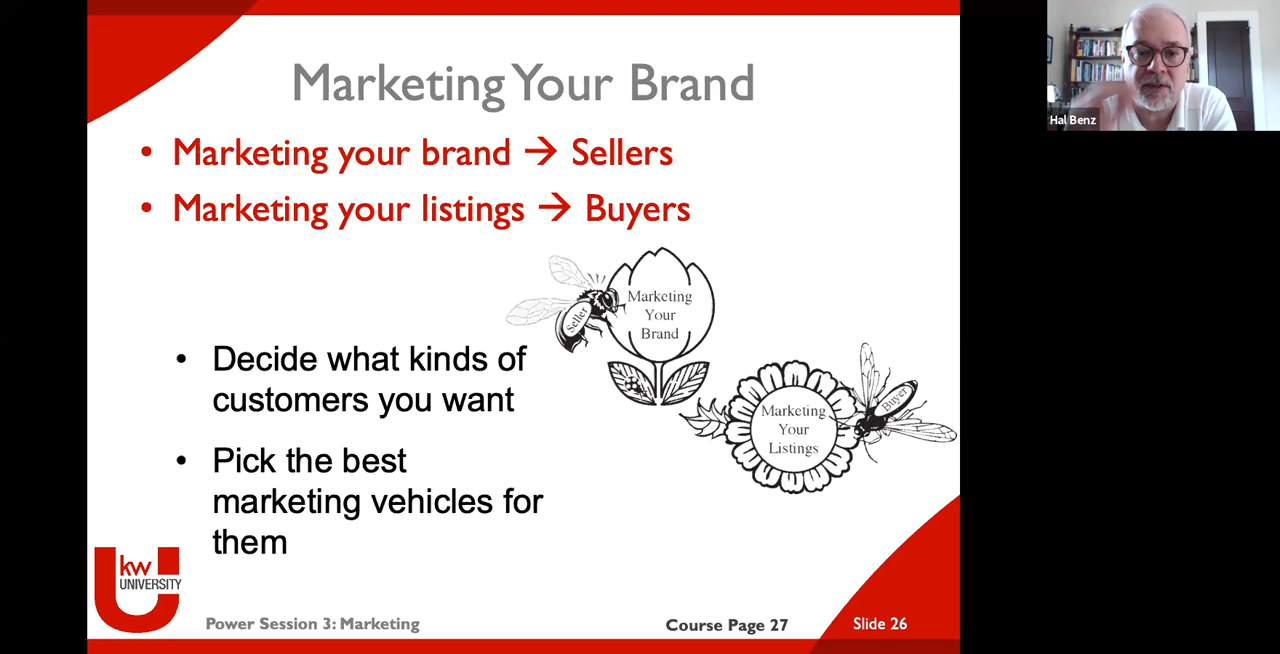 Marketing Your Brand
• Marketing your brand → Sellers
• Marketing your listings → Buyers
Marketing
Your
Brand
Seller
• Decide what kinds of
customers you want
Marketing
Your
Listings
Buyer
• Pick the best
marketing vehicles for
them
kw
UNIVERSITY
Power Session 3: Marketing
Course Page 27
Slide 26
Hal Benz